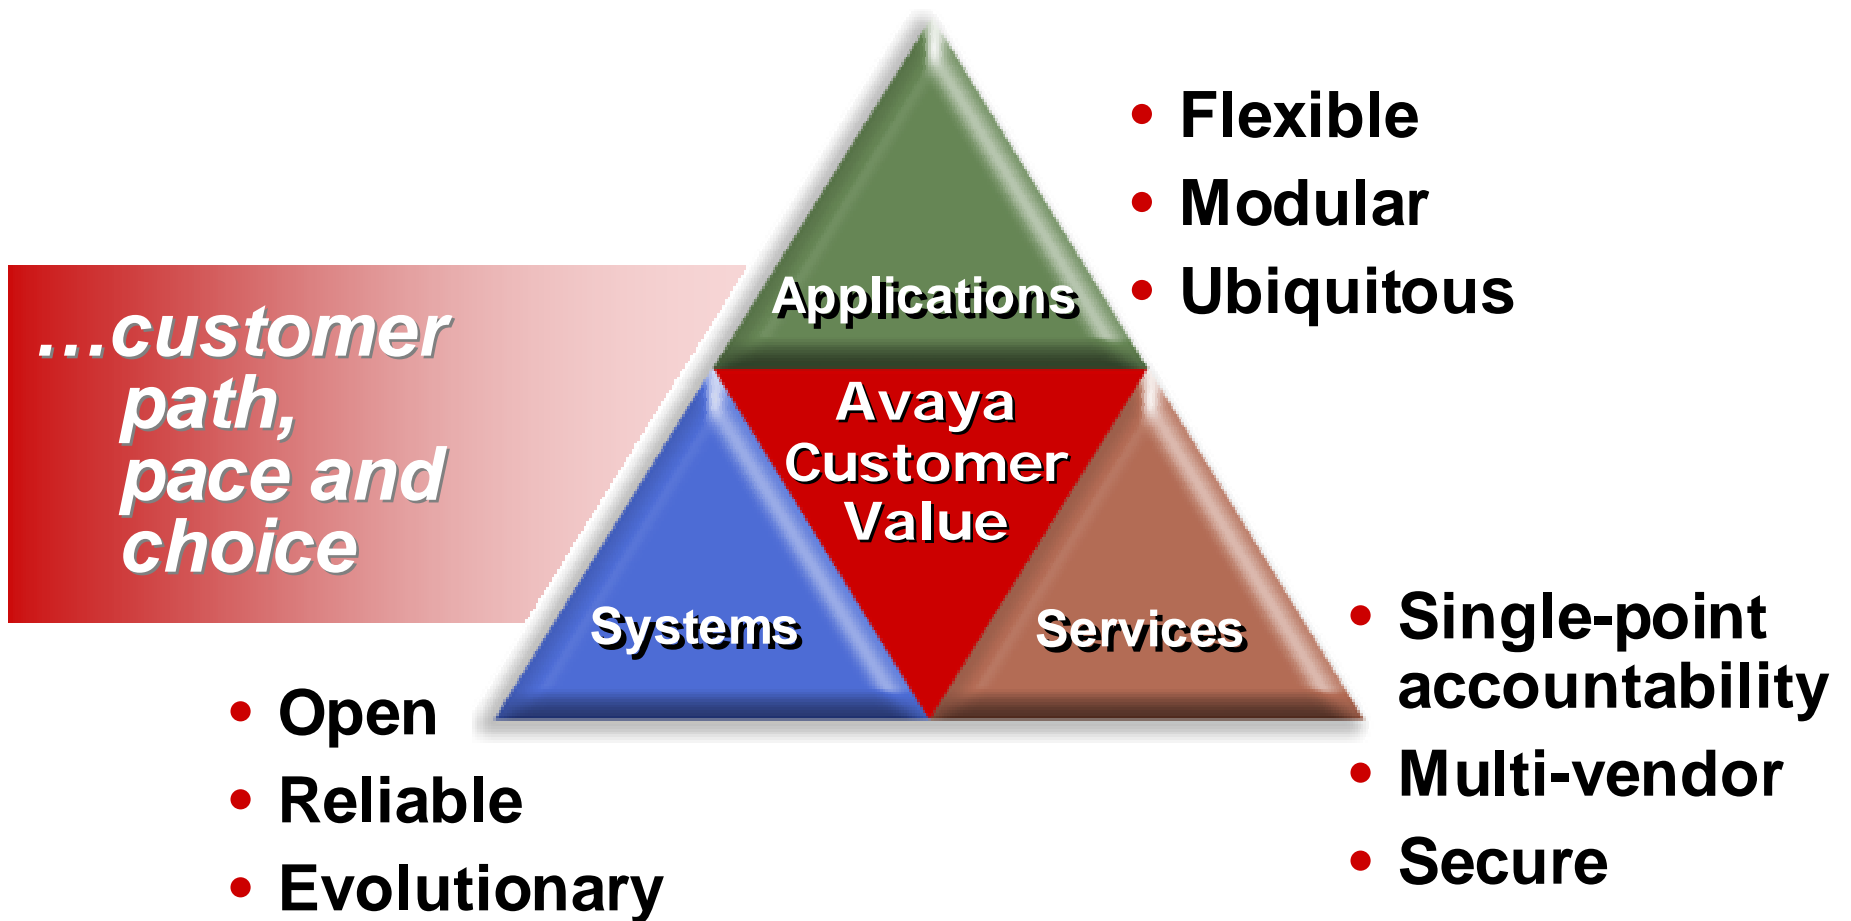 • Flexible
• Modular
• Ubiquitous
Applications
…customer
path,
pace and
choice
Avaya
Customer
Value
Systems
Services
• Single-point
accountability
• Multi-vendor
• Secure
• Open
• Reliable
• Evolutionary